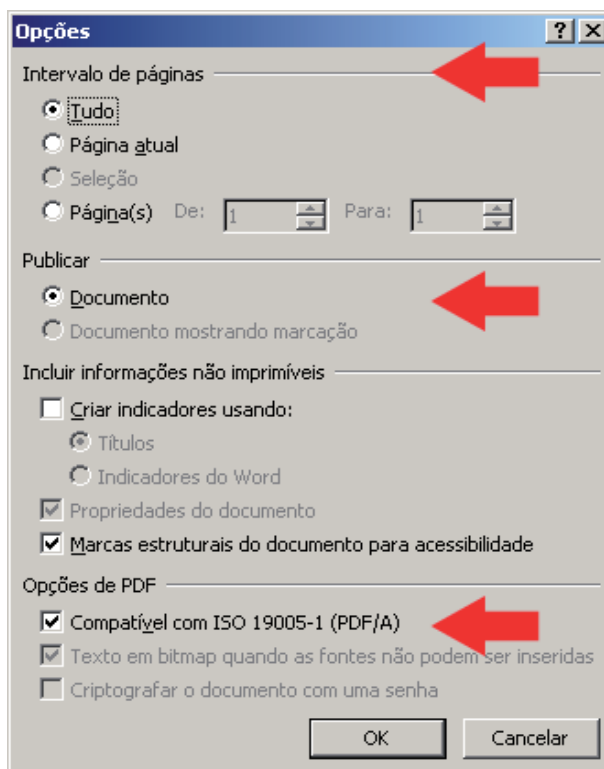 Opções
Intervalo de páginas
Tudo
Página atual
Seleção
Página(s) De: 1 Para: 1
Publicar
Documento
Documento mostrando marcação
Incluir informações não imprimíveis
Criar indicadores usando:
Títulos
Indicadores do Word
Propriedades do documento
Marcas estruturais do documento para acessibilidade
Opções de PDF
Compatível com ISO 19005-1 (PDF/A)
Texto em bitmap quando as fontes não podem ser inseridas
Criptografar o documento com uma senha
OK Cancelar